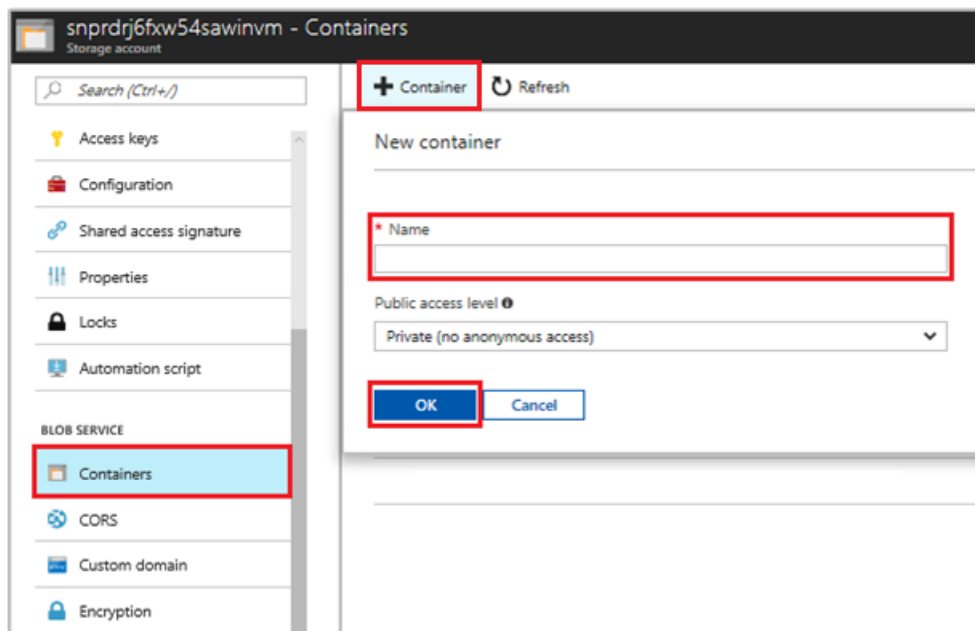 snprdrj6fxw54sawinvm - Containers
Storage account
Search (Ctrl+/)
Access keys
Configuration
Shared access signature
Properties
Locks
Automation script
BLOB SERVICE
Containers
CORS
Custom domain
Encryption
Container
Refresh
New container
* Name
Public access level
Private (no anonymous access)
OK
Cancel